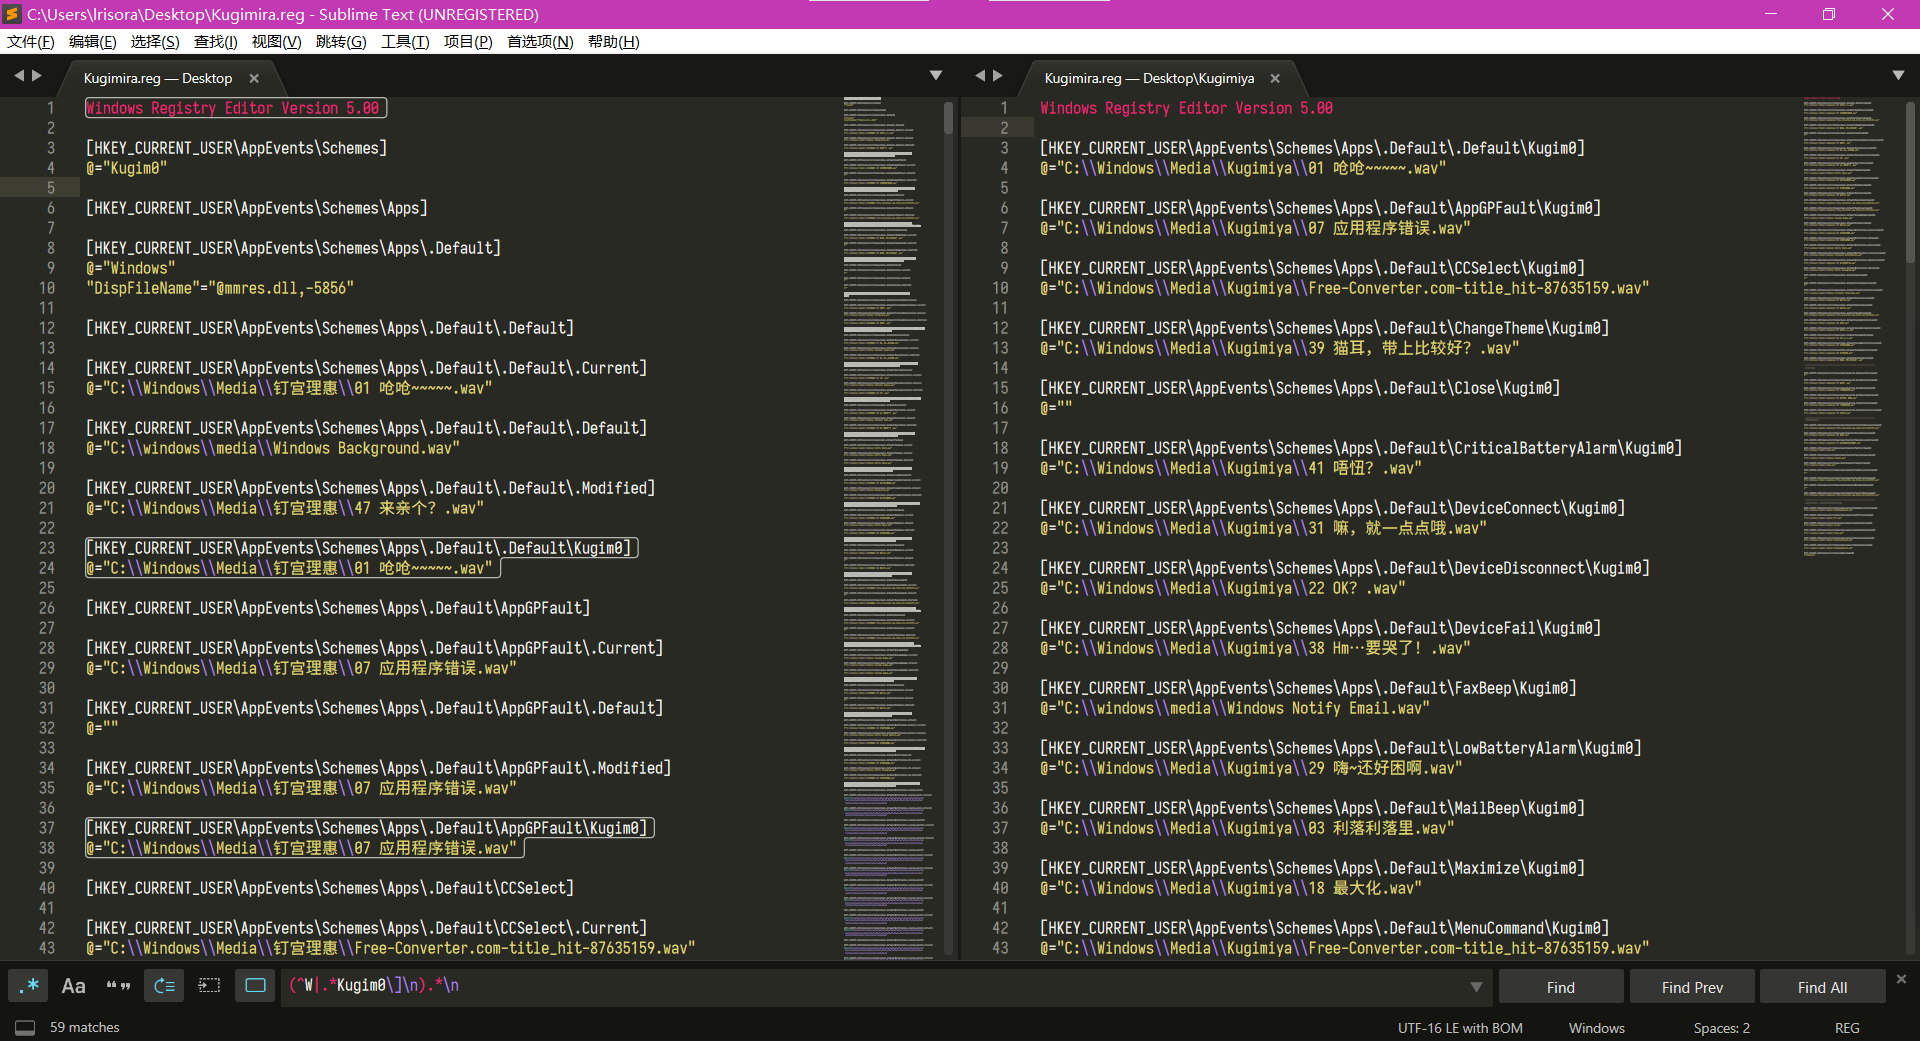 C:\Users\lrisora\Desktop\Kugimira.reg - Sublime Text (UNREGISTERED)
文件(F) 编辑(E) 选择(S) 查找(I) 视图(V) 跳转(G) 工具(T) 项目(P) 首选项(N) 帮助(H)
Kugimira.reg — Desktop
1 Windows Registry Editor Version 5.00
2
3 [HKEY_CURRENT_USER\AppEvents\Schemes]
4 @="Kugim0"
5
6 [HKEY_CURRENT_USER\AppEvents\Schemes\Apps]
7
8 [HKEY_CURRENT_USER\AppEvents\Schemes\Apps\.Default]
9 @="Windows"
10 "DispFileName"="@mmres.dll,-5856"
11
12 [HKEY_CURRENT_USER\AppEvents\Schemes\Apps\.Default\.Default]
13
14 [HKEY_CURRENT_USER\AppEvents\Schemes\Apps\.Default\.Default\.Current]
15 @="C:\\Windows\\Media\\钉宫理惠\\01 呛呛~~~~~.wav"
16
17 [HKEY_CURRENT_USER\AppEvents\Schemes\Apps\.Default\.Default\.Default]
18 @="C:\\windows\\media\\Windows Background.wav"
19
20 [HKEY_CURRENT_USER\AppEvents\Schemes\Apps\.Default\.Default\.Modified]
21 @="C:\\Windows\\Media\\钉宫理惠\\47 来亲个？.wav"
22
23 [HKEY_CURRENT_USER\AppEvents\Schemes\Apps\.Default\.Default\Kugim0]
24 @="C:\\Windows\\Media\\钉宫理惠\\01 呛呛~~~~~.wav"
25
26 [HKEY_CURRENT_USER\AppEvents\Schemes\Apps\.Default\AppGPFault]
27
28 [HKEY_CURRENT_USER\AppEvents\Schemes\Apps\.Default\AppGPFault\.Current]
29 @="C:\\Windows\\Media\\钉宫理惠\\07 应用程序错误.wav"
30
31 [HKEY_CURRENT_USER\AppEvents\Schemes\Apps\.Default\AppGPFault\.Default]
32 @=""
33
34 [HKEY_CURRENT_USER\AppEvents\Schemes\Apps\.Default\AppGPFault\.Modified]
35 @="C:\\Windows\\Media\\钉宫理惠\\07 应用程序错误.wav"
36
37 [HKEY_CURRENT_USER\AppEvents\Schemes\Apps\.Default\AppGPFault\Kugim0]
38 @="C:\\Windows\\Media\\钉宫理惠\\07 应用程序错误.wav"
39
40 [HKEY_CURRENT_USER\AppEvents\Schemes\Apps\.Default\CCSelect]
41
42 [HKEY_CURRENT_USER\AppEvents\Schemes\Apps\.Default\CCSelect\.Current]
43 @="C:\\Windows\\Media\\钉宫理惠\\Free-Converter.com-title_hit-87635159.wav"
Kugimira.reg — Desktop\Kugimiya
1 Windows Registry Editor Version 5.00
2
3 [HKEY_CURRENT_USER\AppEvents\Schemes\Apps\.Default\.Default\Kugim0]
4 @="C:\\Windows\\Media\\Kugimiya\\01 呛呛~~~~~.wav"
5
6 [HKEY_CURRENT_USER\AppEvents\Schemes\Apps\.Default\AppGPFault\Kugim0]
7 @="C:\\Windows\\Media\\Kugimiya\\07 应用程序错误.wav"
8
9 [HKEY_CURRENT_USER\AppEvents\Schemes\Apps\.Default\CCSelect\Kugim0]
10 @="C:\\Windows\\Media\\Kugimiya\\Free-Converter.com-title_hit-87635159.wav"
11
12 [HKEY_CURRENT_USER\AppEvents\Schemes\Apps\.Default\ChangeTheme\Kugim0]
13 @="C:\\Windows\\Media\\Kugimiya\\39 猫耳，带上比较好？.wav"
14
15 [HKEY_CURRENT_USER\AppEvents\Schemes\Apps\.Default\Close\Kugim0]
16 @=""
17
18 [HKEY_CURRENT_USER\AppEvents\Schemes\Apps\.Default\CriticalBatteryAlarm\Kugim0]
19 @="C:\\Windows\\Media\\Kugimiya\\41 唔忸？.wav"
20
21 [HKEY_CURRENT_USER\AppEvents\Schemes\Apps\.Default\DeviceConnect\Kugim0]
22 @="C:\\Windows\\Media\\Kugimiya\\31 嘛，就一点点哦.wav"
23
24 [HKEY_CURRENT_USER\AppEvents\Schemes\Apps\.Default\DeviceDisconnect\Kugim0]
25 @="C:\\Windows\\Media\\Kugimiya\\22 OK？.wav"
26
27 [HKEY_CURRENT_USER\AppEvents\Schemes\Apps\.Default\DeviceFail\Kugim0]
28 @="C:\\Windows\\Media\\Kugimiya\\38 Hm…要哭了！.wav"
29
30 [HKEY_CURRENT_USER\AppEvents\Schemes\Apps\.Default\FaxBeep\Kugim0]
31 @="C:\\windows\\media\\Windows Notify Email.wav"
32
33 [HKEY_CURRENT_USER\AppEvents\Schemes\Apps\.Default\LowBatteryAlarm\Kugim0]
34 @="C:\\Windows\\Media\\Kugimiya\\29 嗨~还好困啊.wav"
35
36 [HKEY_CURRENT_USER\AppEvents\Schemes\Apps\.Default\MailBeep\Kugim0]
37 @="C:\\Windows\\Media\\Kugimiya\\03 利落利落里.wav"
38
39 [HKEY_CURRENT_USER\AppEvents\Schemes\Apps\.Default\Maximize\Kugim0]
40 @="C:\\Windows\\Media\\Kugimiya\\18 最大化.wav"
41
42 [HKEY_CURRENT_USER\AppEvents\Schemes\Apps\.Default\MenuCommand\Kugim0]
43 @="C:\\Windows\\Media\\Kugimiya\\Free-Converter.com-title_hit-87635159.wav"
.* Aa “” (^W|.*Kugim0\]\n).*\n Find Find Prev Find All
59 matches UTF-16 LE with BOM Windows Spaces: 2 REG